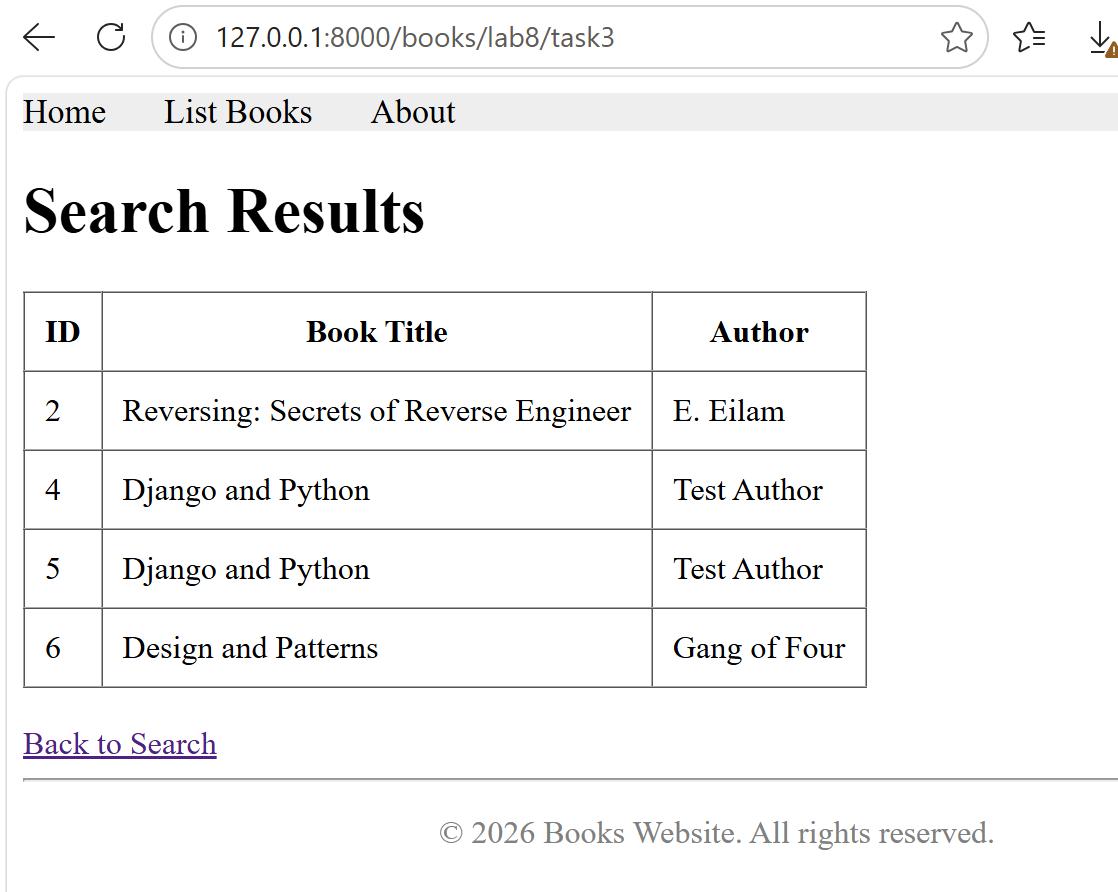 127.0.0.1:8000/books/lab8/task3
Home List Books About
Search Results
ID Book Title Author
2 Reversing: Secrets of Reverse Engineer E. Eilam
4 Django and Python Test Author
5 Django and Python Test Author
6 Design and Patterns Gang of Four
Back to Search
© 2026 Books Website. All rights reserved.